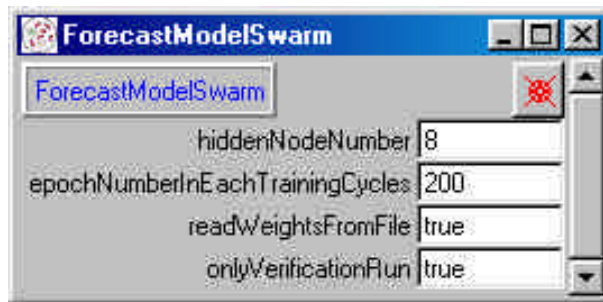 ForecastModelSwarm
ForecastModelSwarm
hiddenNodeNumber 8
epochNumberInEachTrainingCycles 200
readWeightsFromFile true
onlyVerificationRun true